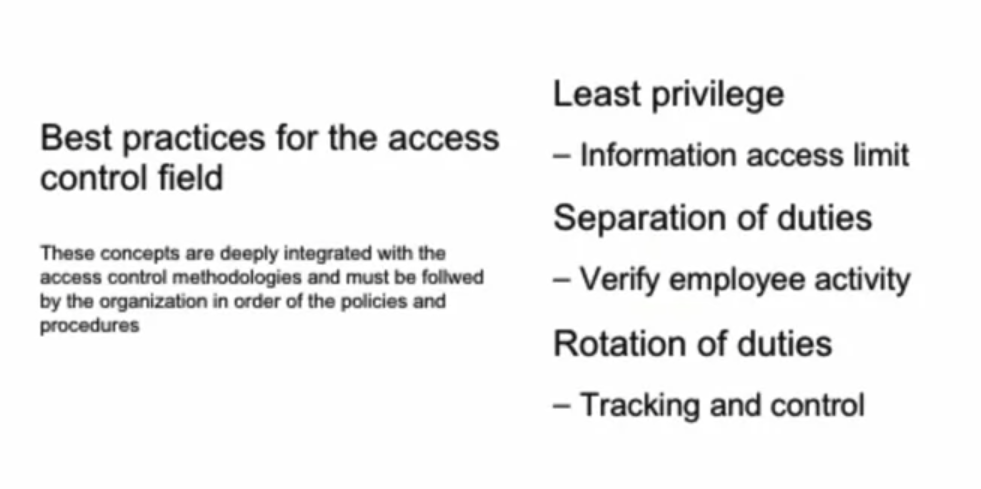 Best practices for the access
control field
These concepts are deeply integrated with the
access control methodologies and must be follwed
by the organization in order of the policies and
procedures
Least privilege
– Information access limit
Separation of duties
– Verify employee activity
Rotation of duties
– Tracking and control